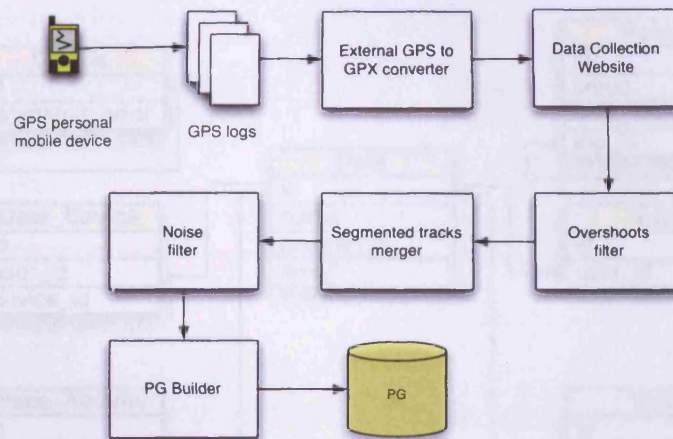 External GPS to
GPX converter
Data Collection
Website
GPS personal
mobile device
GPS logs
Noise
filter
Segmented tracks
merger
Overshoots
filter
PG Builder
PG